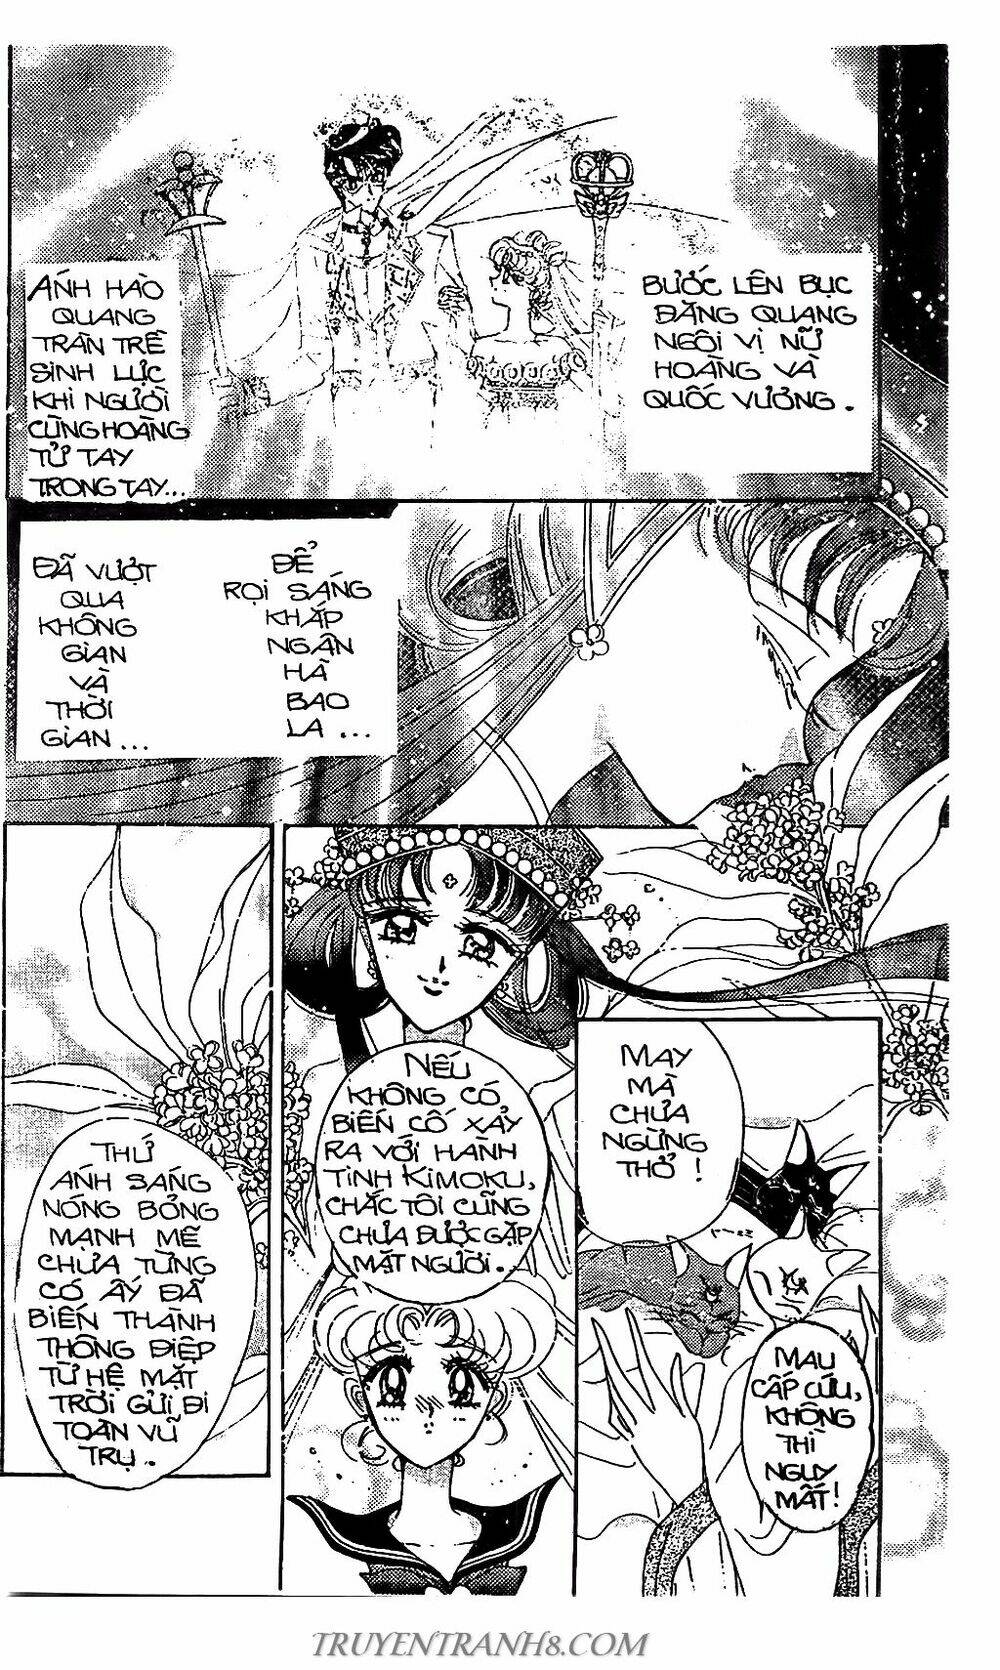 ÁNH HÀO
QUANG
TRÀN TRỀ
SINH LỰC
KHI NGƯỜI
CÙNG HOÀNG
TỬ TAY
TRONG TAY...
BƯỚC LÊN BỤC
ĐĂNG QUANG
NGÔI VỊ NỮ
HOÀNG VÀ
QUỐC VƯƠNG.
ĐÃ VƯỢT
QUA
KHÔNG
GIAN
VÀ
THỜI
GIAN...
ĐỂ
RỌI SÁNG
KHẮP
NGÂN
HÀ
BAO
LA...
THỨ
ÁNH SÁNG
NÓNG BỎNG
MẠNH MẼ
CHƯA TỪNG
CÓ ẤY ĐÃ
BIẾN THÀNH
THÔNG ĐIỆP
TỪ HỆ MẶT
TRỜI GỬI ĐI
TOÀN VŨ
TRỤ.
NẾU
KHÔNG CÓ
BIẾN CỐ XẢY
RA VỚI HÀNH
TINH KIMOKU,
CHẮC TÔI CŨNG
CHƯA ĐƯỢC GẶP
MẶT NGƯỜI.
MAY
MÀ
CHƯA
NGỪNG
THỞ!
MAU
CẤP CỨU,
KHÔNG
THÌ
NGUY
MẤT!
TRUYENTRANH8.COM